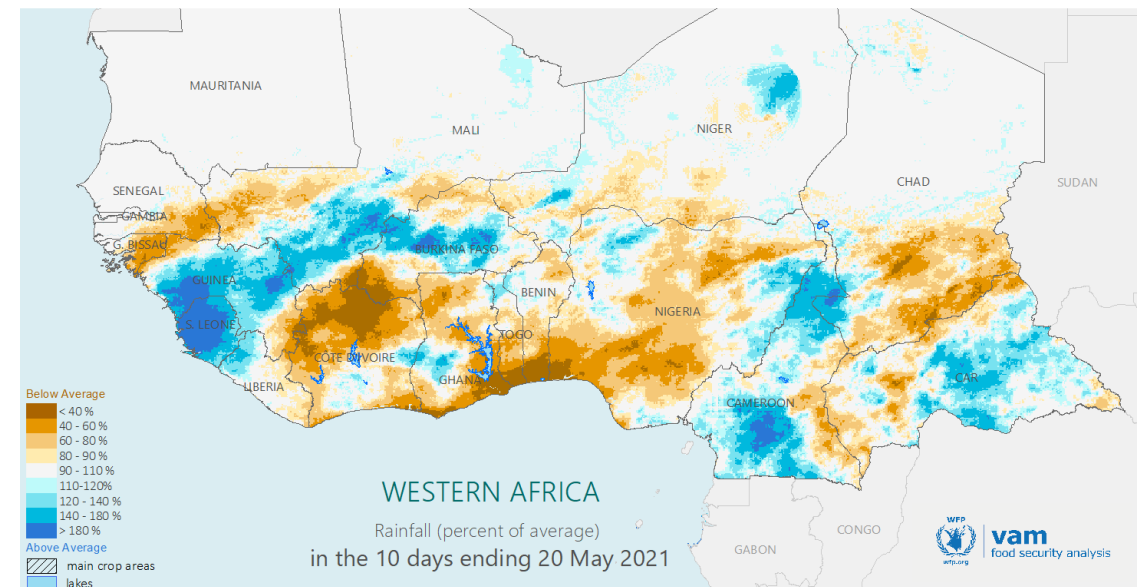 MAURITANIA
MALI
NIGER
CHAD
SUDAN
SENEGAL
GAMBIA
G. BISSAU
GUINEA
BURKINA FASO
BENIN
NIGERIA
S. LEONE
TOGO
CÔTE D'IVOIRE
GHANA
LIBERIA
CAMEROON
CAR
GABON
CONGO
Below Average
< 40 %
40 - 60 %
60 - 80 %
80 - 90 %
90 - 110 %
110-120%
120 - 140 %
140 - 180 %
> 180 %
Above Average
main crop areas
lakes
WESTERN AFRICA
Rainfall (percent of average)
in the 10 days ending 20 May 2021
WFP
wfp.org
vam
food security analysis